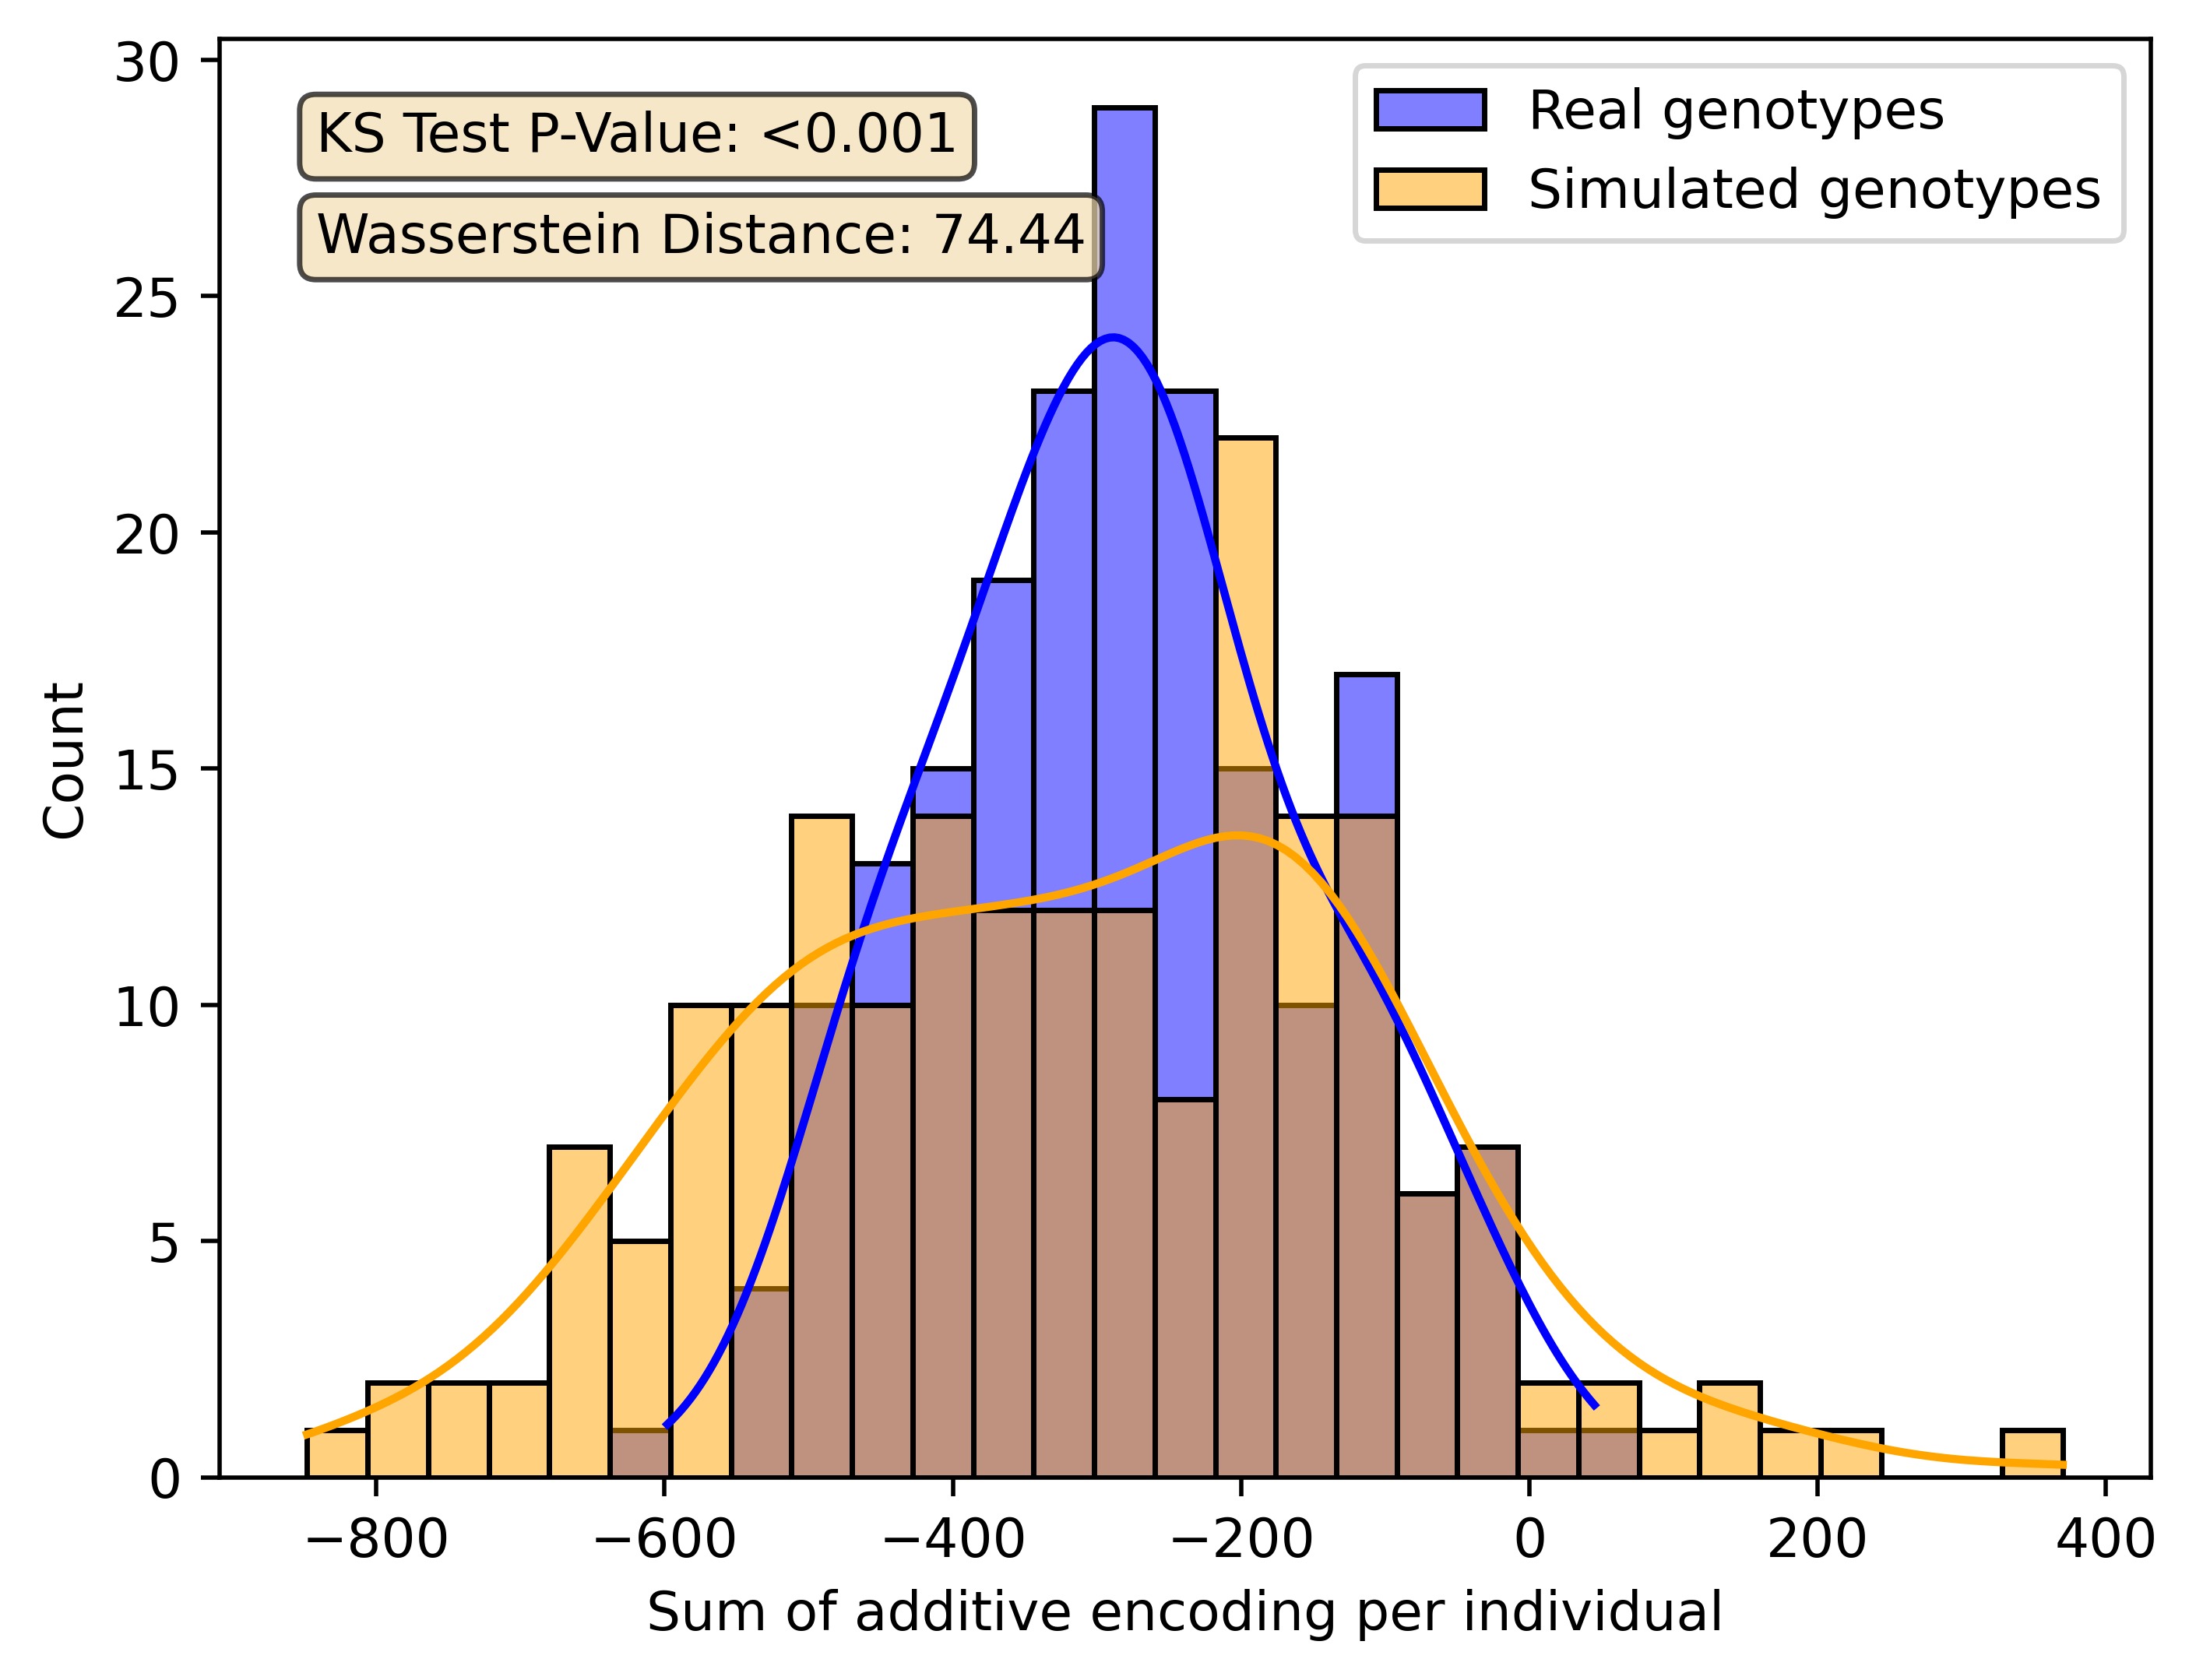 KS Test P-Value: <0.001
Wasserstein Distance: 74.44
Real genotypes
Simulated genotypes
30
25
20
15
10
5
0
Count
−800
−600
−400
−200
0
200
400
Sum of additive encoding per individual